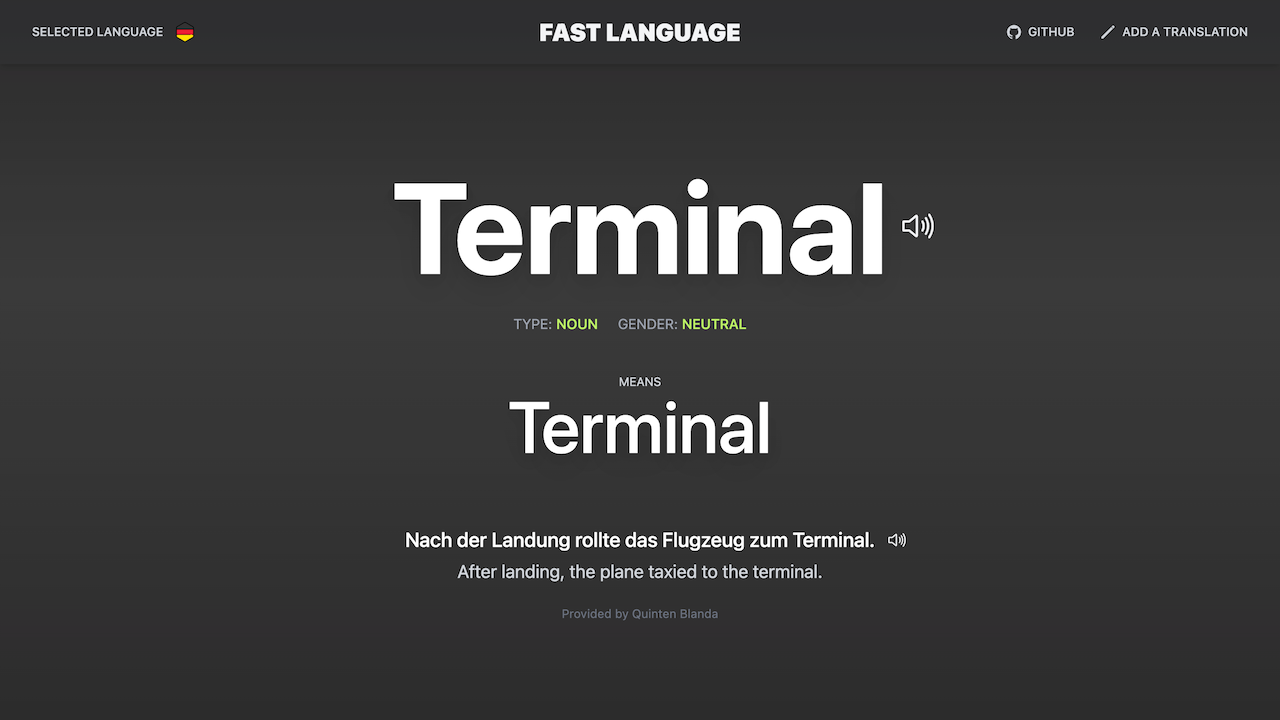 SELECTED LANGUAGE
FAST LANGUAGE
GITHUB
ADD A TRANSLATION
Terminal
TYPE: NOUN GENDER: NEUTRAL
MEANS
Terminal
Nach der Landung rollte das Flugzeug zum Terminal.
After landing, the plane taxied to the terminal.
Provided by Quinten Blanda